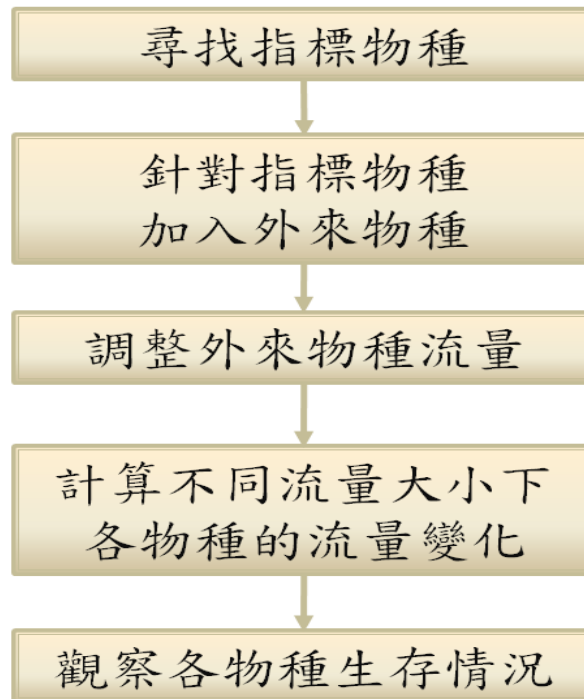 尋找指標物種
針對指標物種
加入外來物種
調整外來物種流量
計算不同流量大小下
各物種的流量變化
觀察各物種生存情況